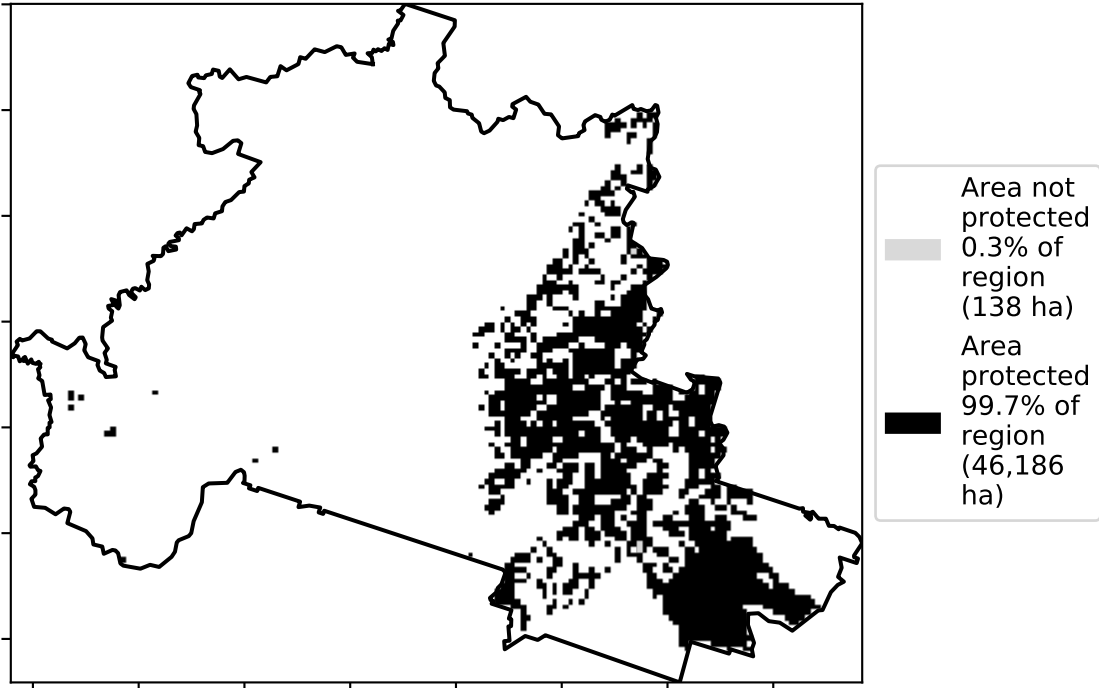 Area not
protected
0.3% of
region
(138 ha)
Area
protected
99.7% of
region
(46,186
ha)